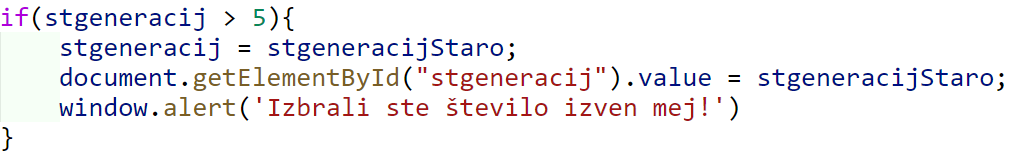 if(stgeneracij > 5){
    stgeneracij = stgeneracijStaro;
    document.getElementById("stgeneracij").value = stgeneracijStaro;
    window.alert('Izbrali ste število izven mej!')
}